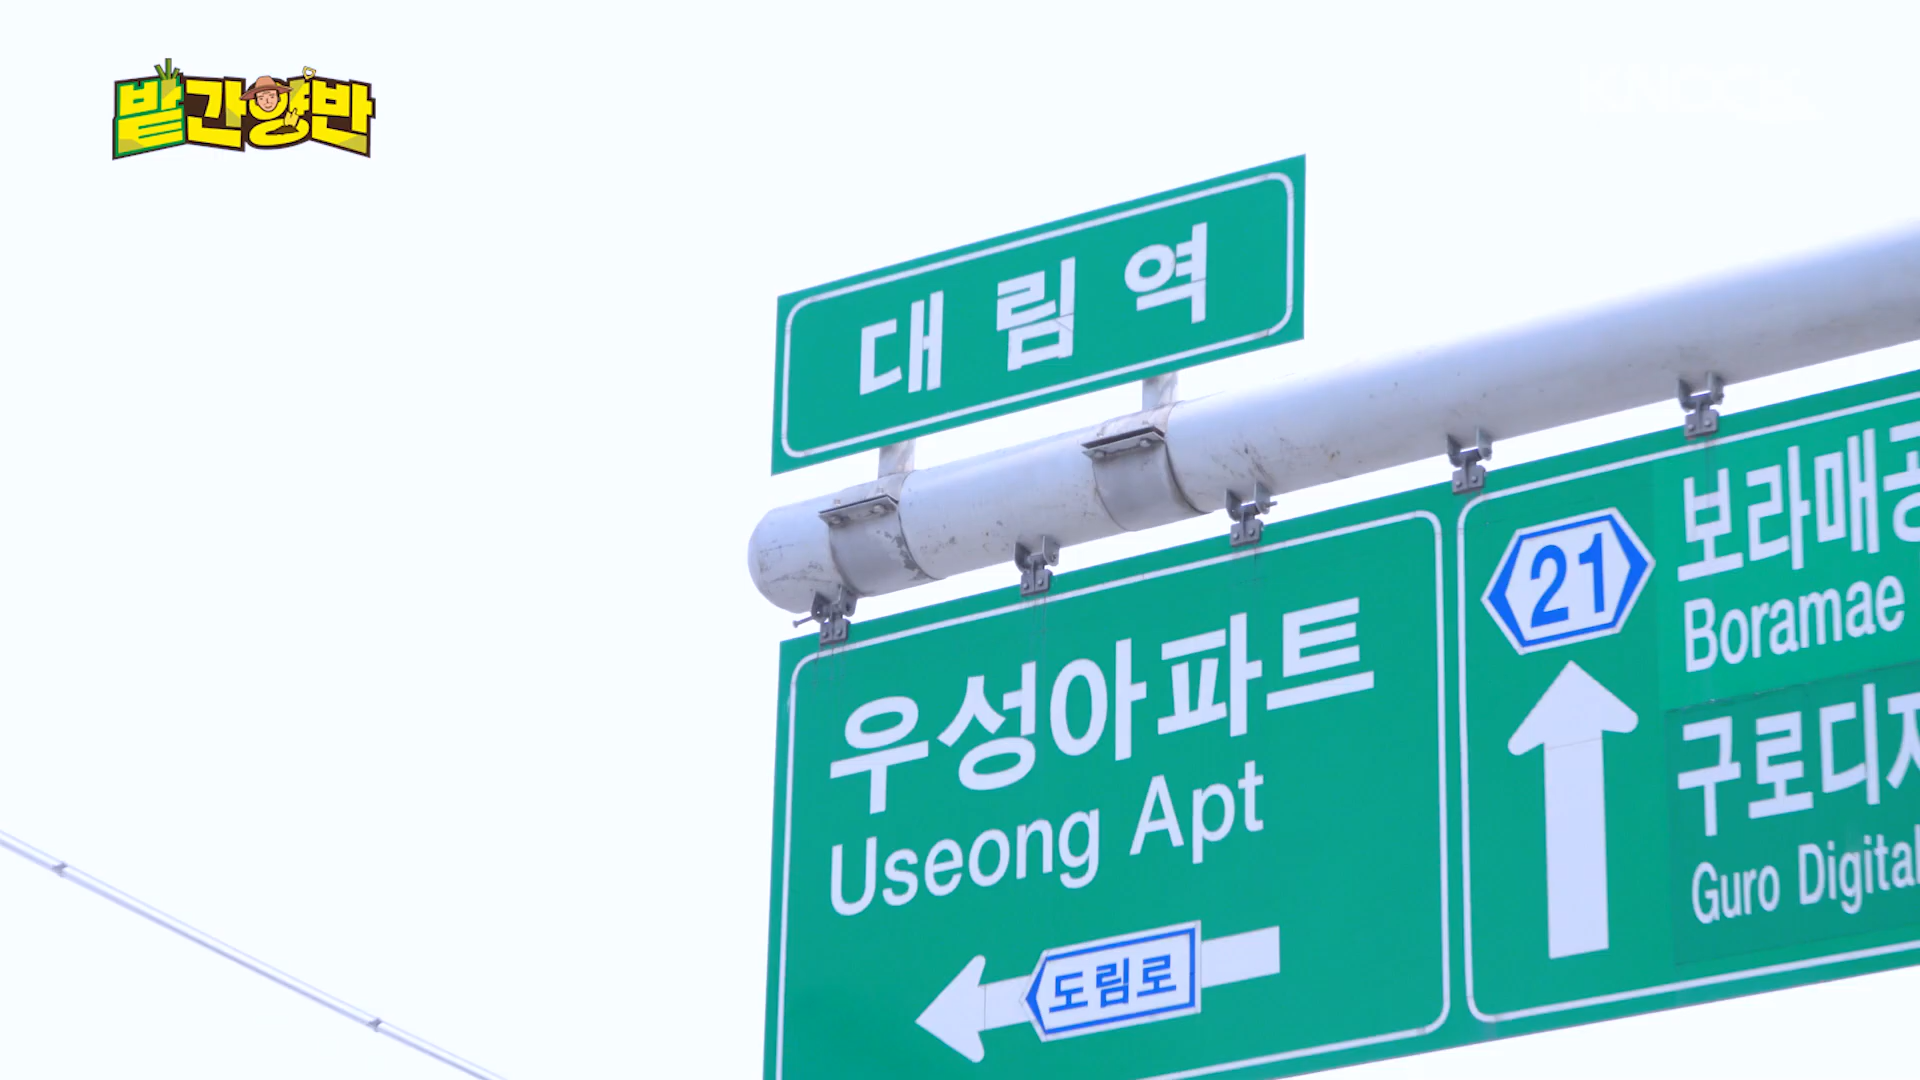 밭간양반
KNOCK
대림역
우성아파트
Useong Apt
도림로
21
보라매공
Boramae
구로디지
Guro Digital